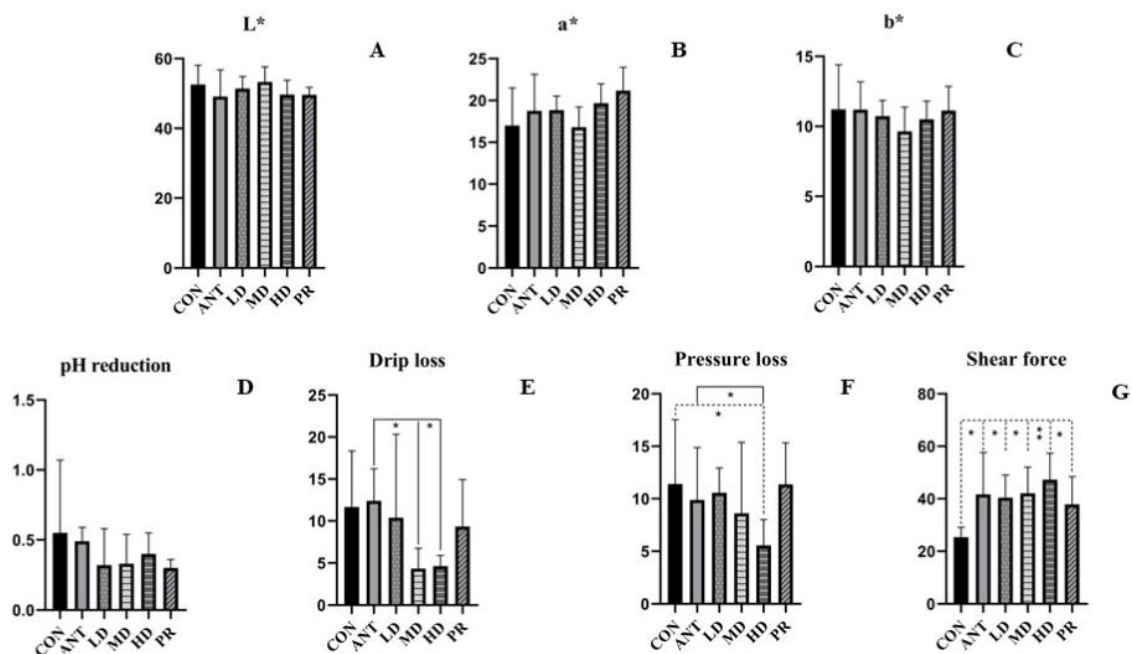 L*
A
60
40
20
0
CON
ANT
LD
MD
HD
PR
a*
B
25
20
15
10
5
0
CON
ANT
LD
MD
HD
PR
b*
C
15
10
5
0
CON
ANT
LD
MD
HD
PR
pH reduction
D
1.5
1.0
0.5
0.0
CON
ANT
LD
MD
HD
PR
Drip loss
E
25
20
15
10
5
0
* *
CON
ANT
LD
MD
HD
PR
Pressure loss
F
20
15
10
5
0
*
*
CON
ANT
LD
MD
HD
PR
Shear force
G
80
60
40
20
0
* * * ** *
CON
ANT
LD
MD
HD
PR